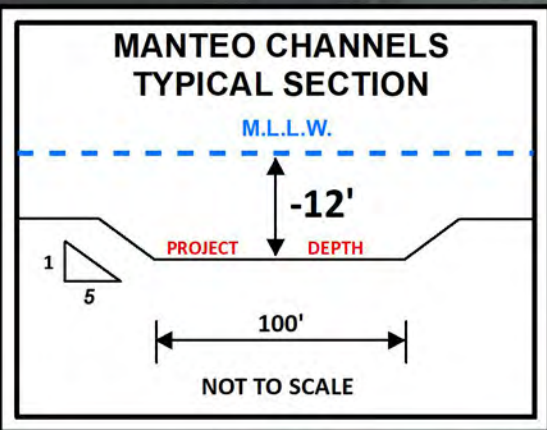 MANTEO CHANNELS
TYPICAL SECTION
M.L.L.W.
-12'
PROJECT DEPTH
1
5
100'
NOT TO SCALE